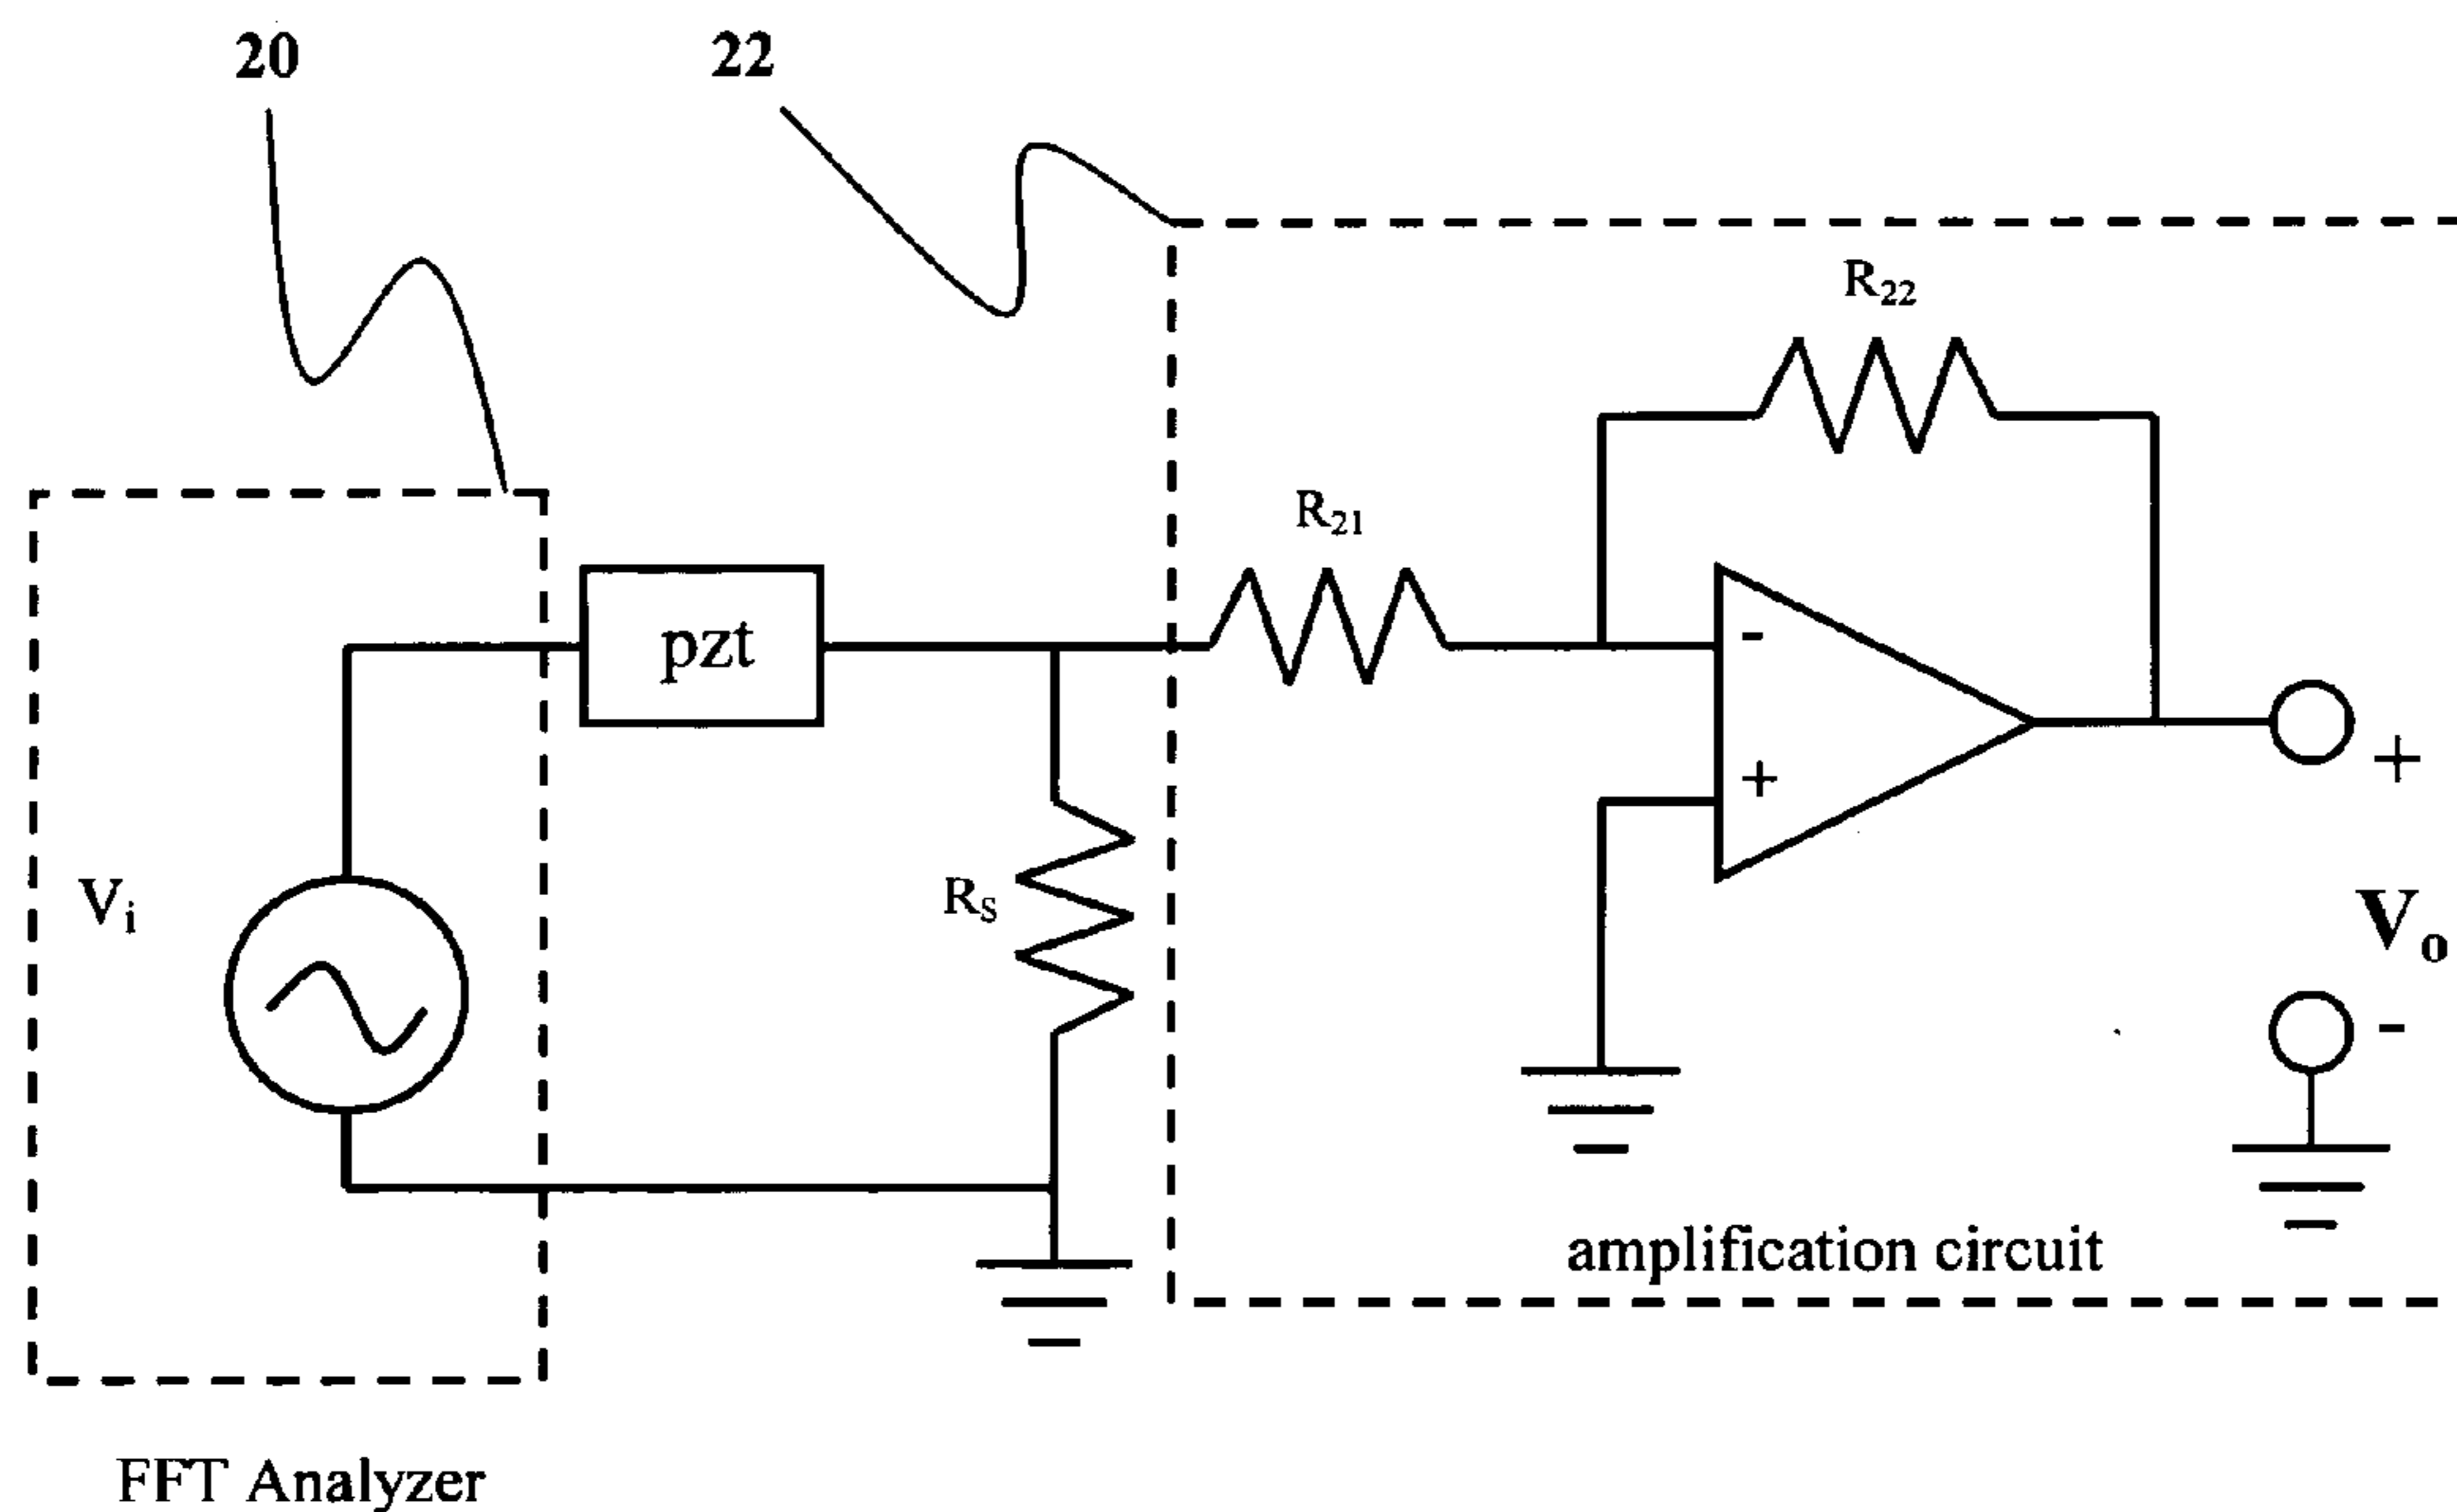 20
22
R22
R21
pzt
-
+
+
Vi
RS
Vo
-
amplification circuit
FFT Analyzer